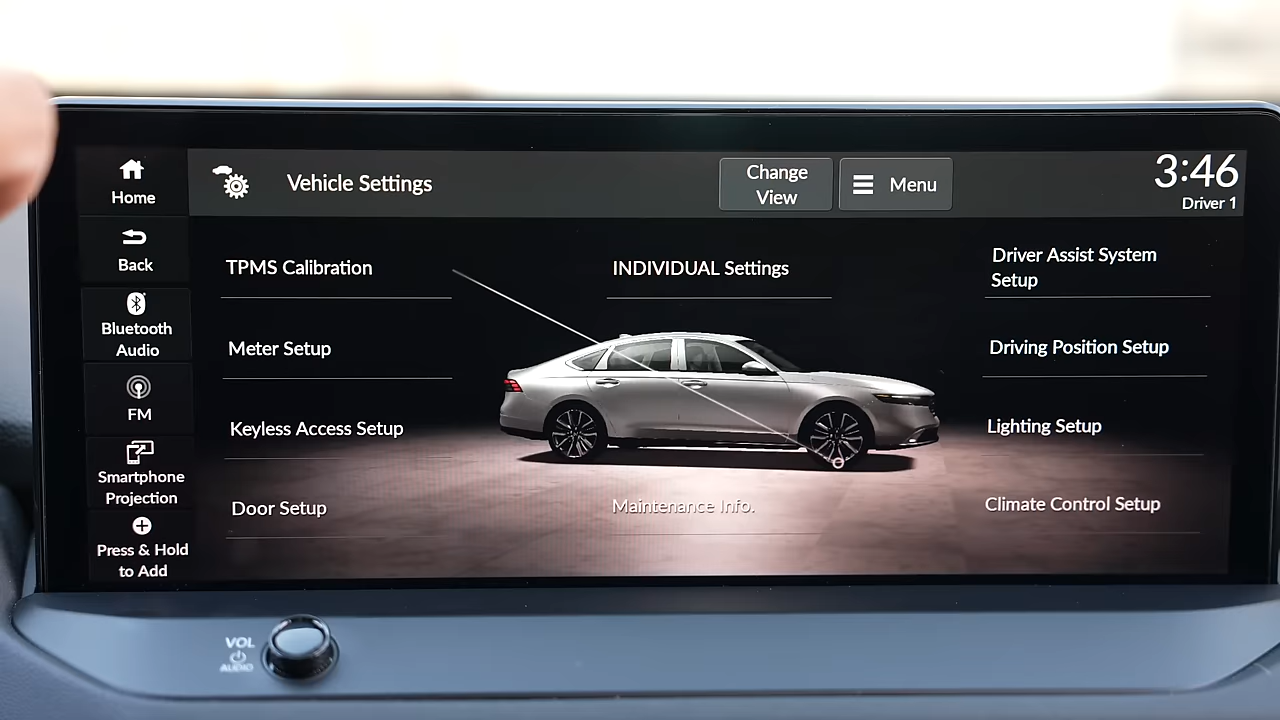 Home
Back
Bluetooth
Audio
FM
Smartphone
Projection
Press & Hold
to Add
Vehicle Settings
Change
View
Menu
3:46
Driver 1
TPMS Calibration
Meter Setup
Keyless Access Setup
Door Setup
INDIVIDUAL Settings
Maintenance Info.
Driver Assist System
Setup
Driving Position Setup
Lighting Setup
Climate Control Setup
VOL
AUDIO